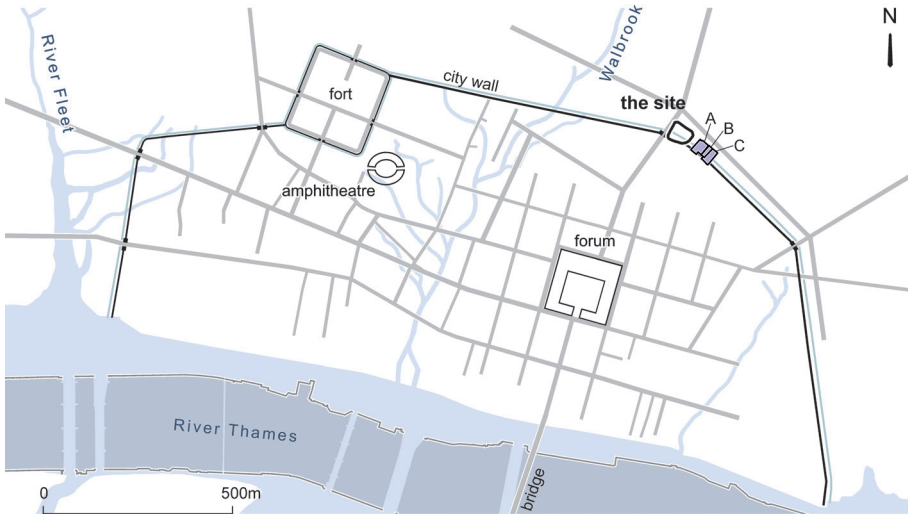 N
River Fleet
city wall
Walbrook
fort
the site
A
B
C
amphitheatre
forum
River Thames
bridge
0 500m